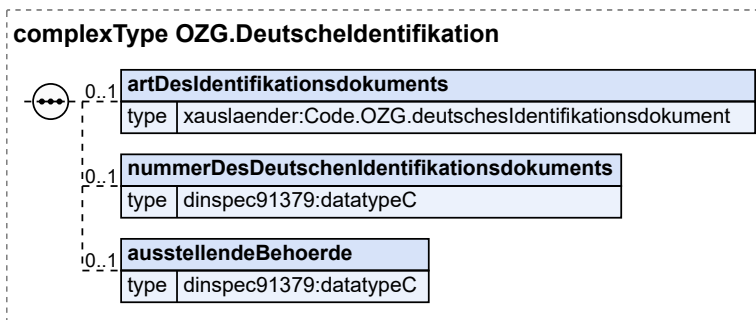 complexType OZG.DeutscheIdentifikation
0..1 artDesIdentifikationsdokuments
type xauslaender:Code.OZG.deutschesIdentifikationsdokument
0..1 nummerDesDeutschenIdentifikationsdokuments
type dinspec91379:datatypeC
0..1 ausstellendeBehoerde
type dinspec91379:datatypeC